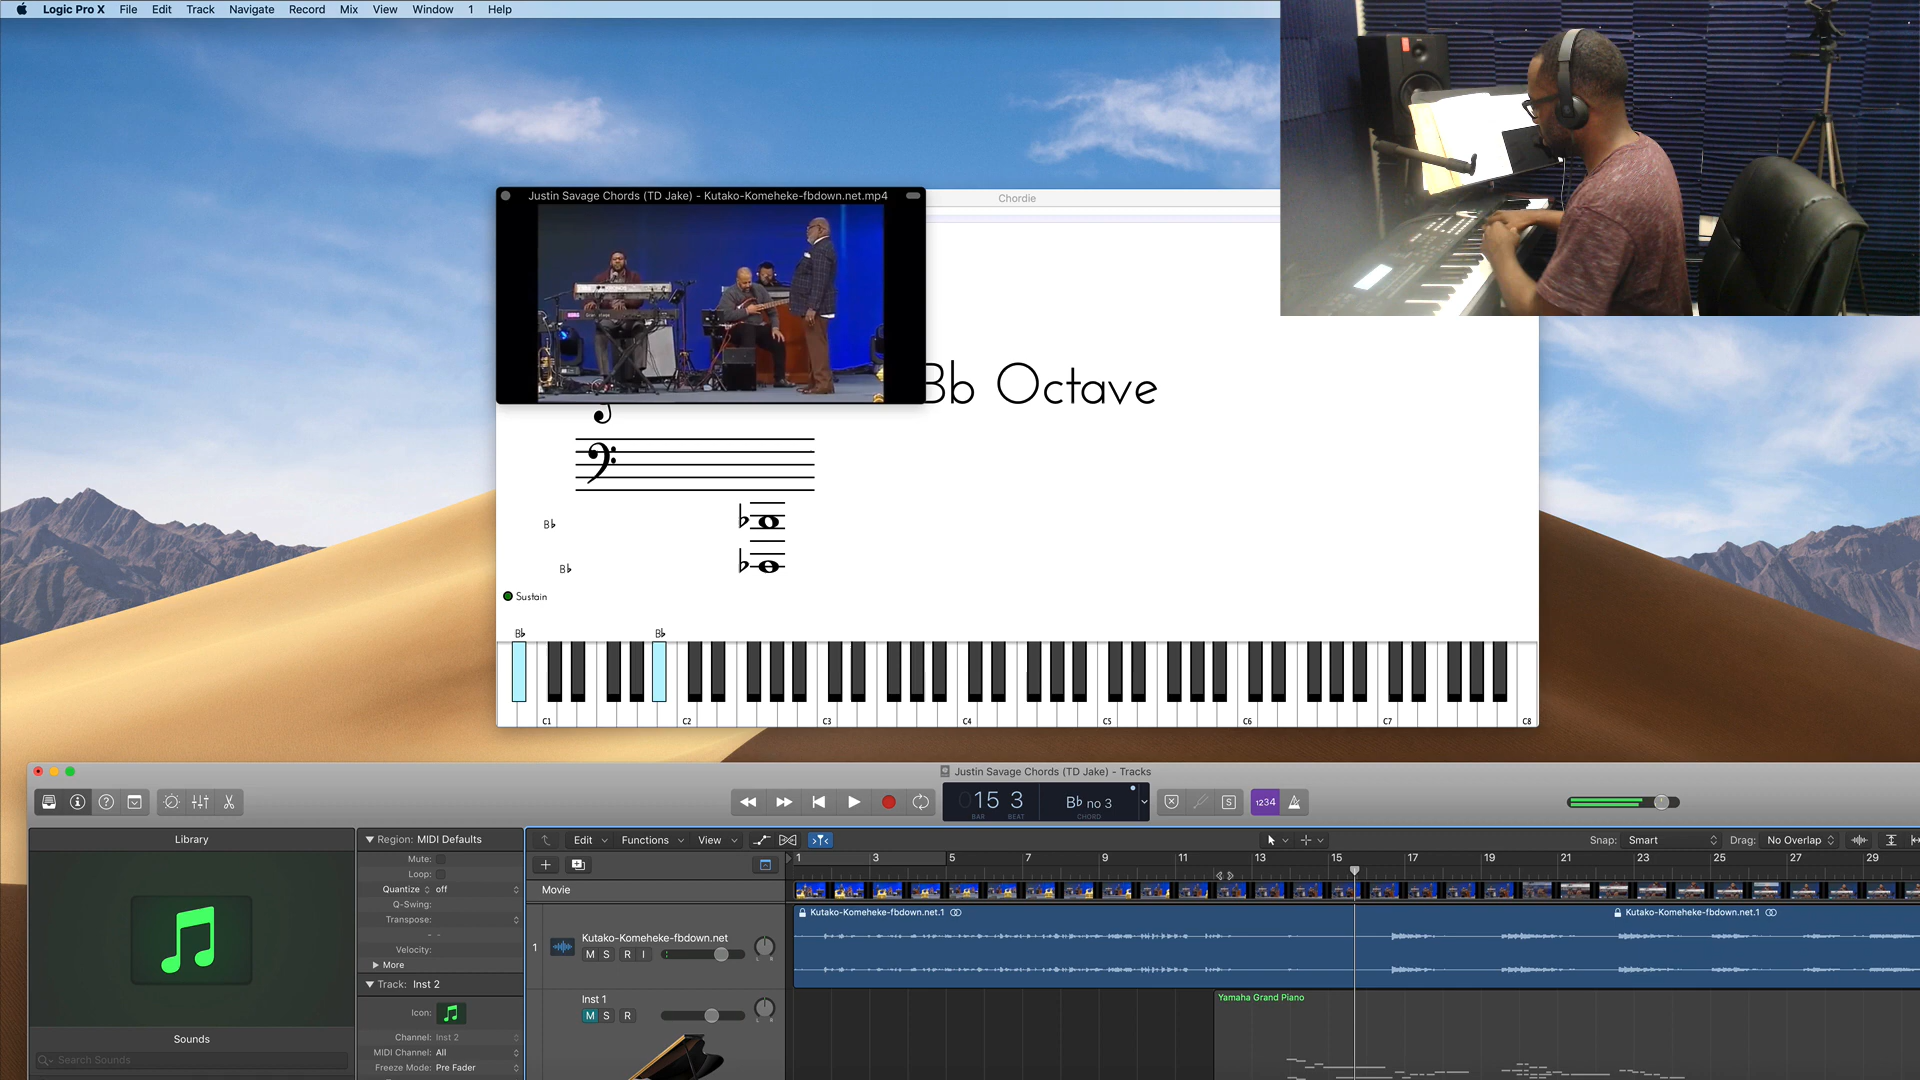 Logic Pro X File Edit Track Navigate Record Mix View Window 1 Help
Justin Savage Chords (TD Jake) - Kutako-Komeheke-fbdown.net.mp4
Chordie
Bb Octave
B♭
B♭
Sustain
B♭ B♭
C1 C2 C3 C4 C5 C6 C7 C8
Justin Savage Chords (TD Jake) - Tracks
15 3 B♭ no 3
BAR BEAT CHORD
S 1234
Library
Region: MIDI Defaults
Edit Functions View
Snap: Smart Drag: No Overlap
Mute:
Loop:
Quantize off
Q-Swing:
Transpose:
Velocity:
More
Track: Inst 2
Icon:
Channel: Inst 2
MIDI Channel: All
Freeze Mode: Pre Fader
Sounds
Search Sounds
1 3 5 7 9 11 13 15 17 19 21 23 25 27 29
Movie
Kutako-Komeheke-fbdown.net.1 Kutako-Komeheke-fbdown.net.1
1 Kutako-Komeheke-fbdown.net
M S R I
L R
Inst 1
M S R
L R
Yamaha Grand Piano